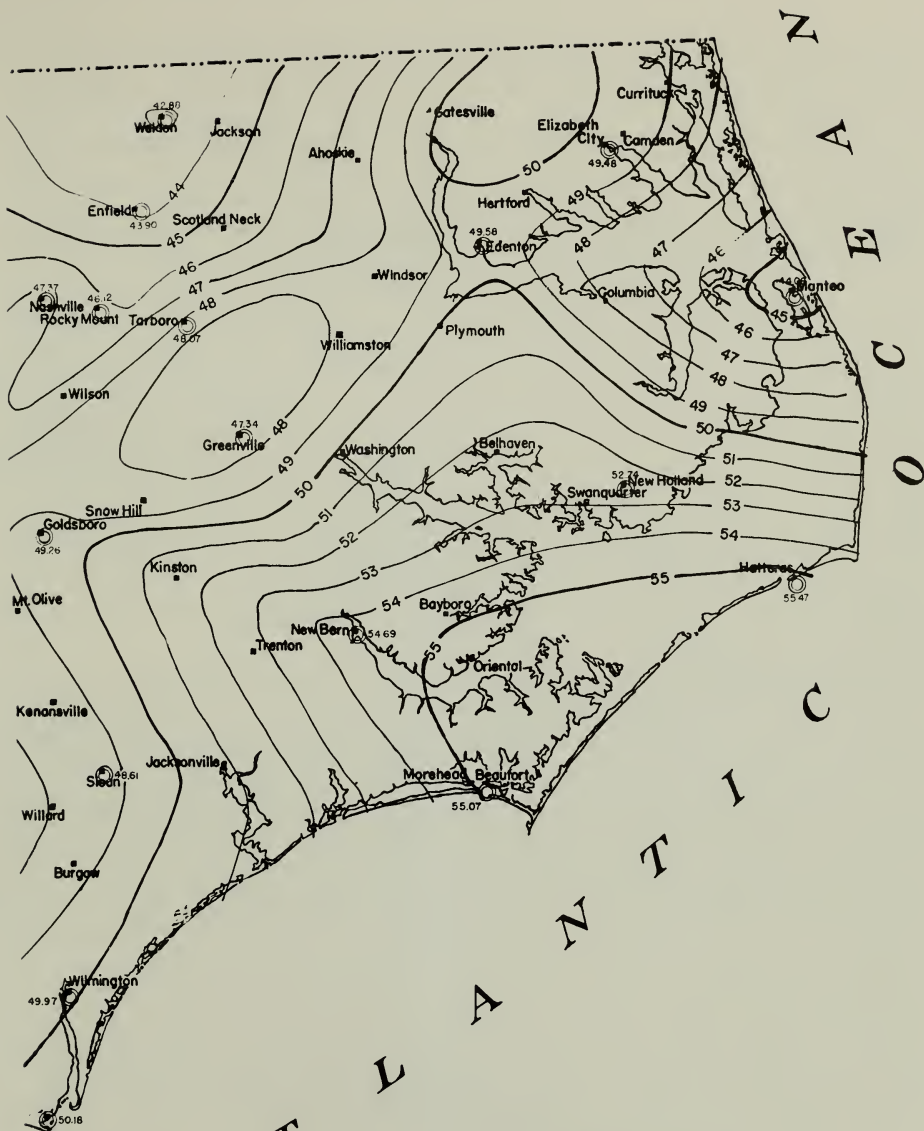 N
A
E
C
O
C
I
T
N
A
L
T
Currituck
42.88
Weldon
Jackson
Gatesville
Elizabeth
City
Camden
49.48
Ahoskie
50
44
Enfield
43.90
Scotland Neck
45
Hertford
49
48
47
46
49.58
Edenton
46
47
48
Windsor
Columbia
Manteo
45
47.37
Nashville
46.12
Rocky Mount
Tarboro
48.07
Plymouth
Williamston
46
47
48
49
50
Wilson
47.34
Greenville
48
49
Washington
Belhaven
51
50
52.74
New Holland
52
Swanquarter
53
Snow Hill
51
Goldsboro
49.26
52
54
Kinston
53
Hatteras
55.47
55
Mt. Olive
54
Bayboro
New Bern
54.69
Trenton
55
Oriental
Kenansville
Jacksonville
48.61
Sloan
Morehead
Beaufort
55.07
Willard
Burgaw
Wilmington
49.97
50.18